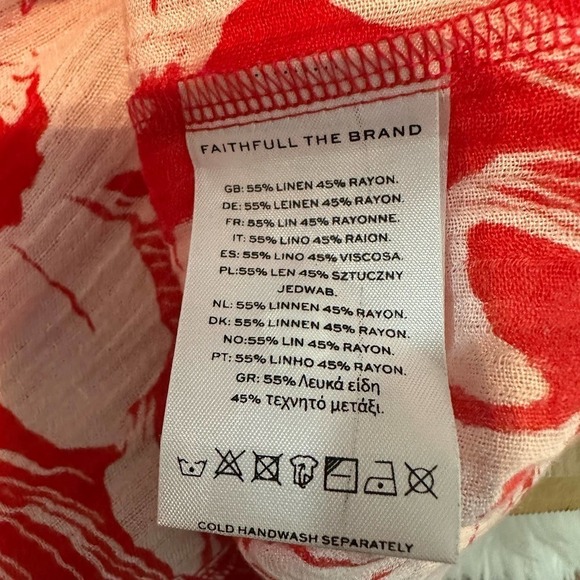 FAITHFULL THE BRAND
GB: 55% LINEN 45% RAYON.
DE: 55% LEINEN 45% RAYON.
FR: 55% LIN 45% RAYONNE.
IT: 55% LINO 45% RAION.
ES: 55% LINO 45% VISCOSA.
PL:55% LEN 45% SZTUCZNY
JEDWAB.
NL: 55% LINNEN 45% RAYON.
DK: 55% LINNEN 45% RAYON.
NO:55% LIN 45% RAYON.
PT: 55% LINHO 45% RAYON.
GR: 55% Λευκά είδη
45% τεχνητό μετάξι.
COLD HANDWASH SEPARATELY